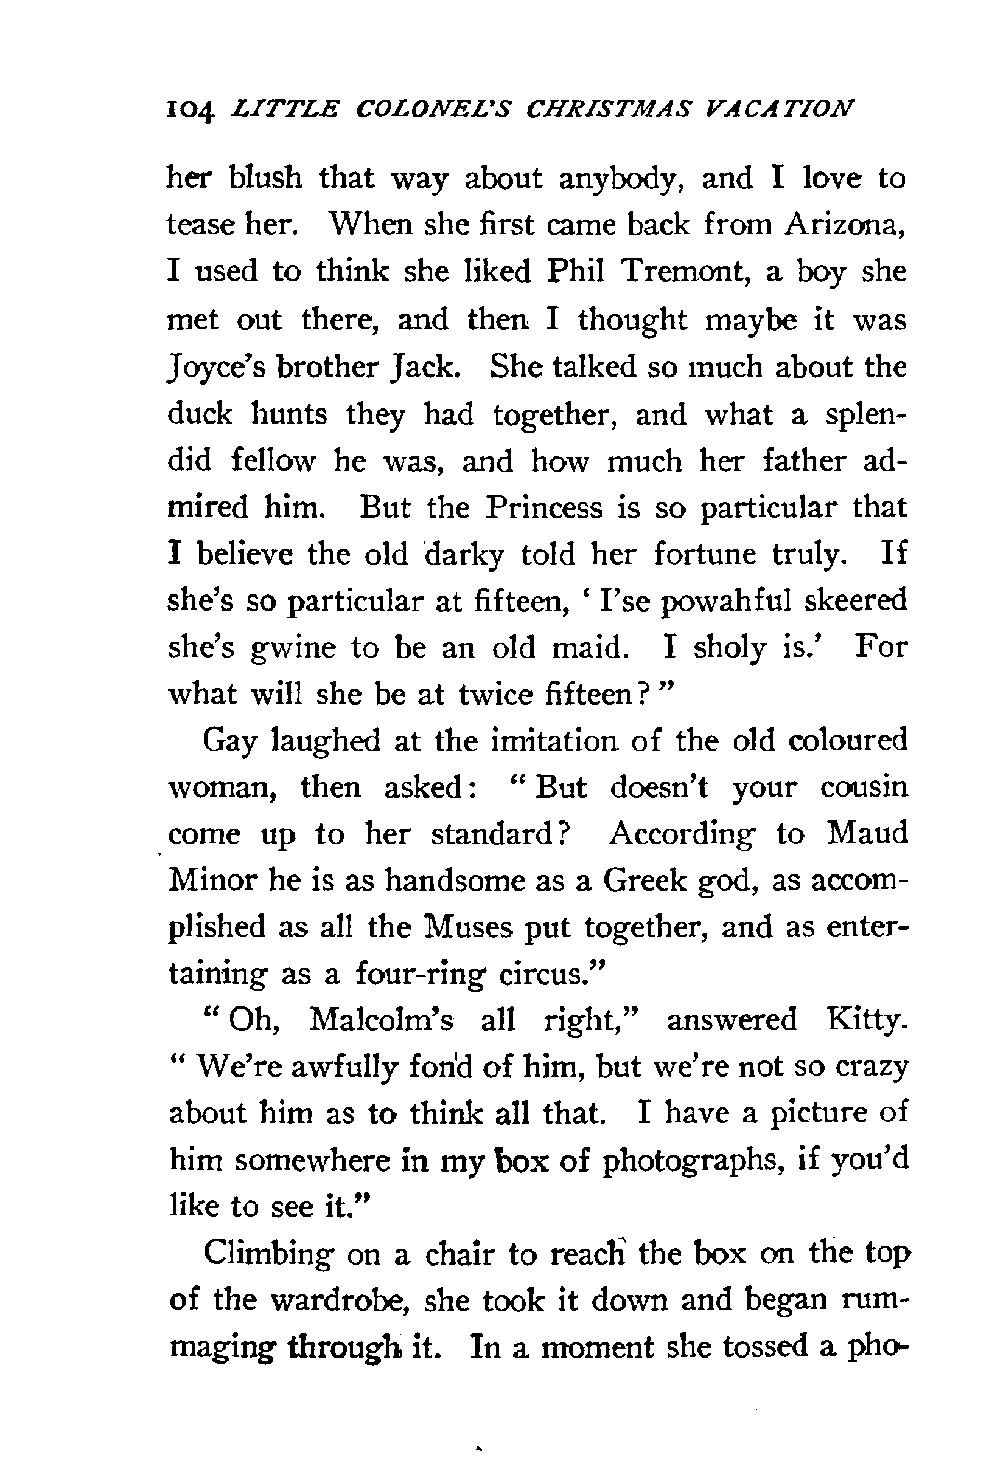 104 LITTLE COLONEL'S CHRISTMAS VACATION
her blush that way about anybody, and I love to
tease her. When she first came back from Arizona,
I used to think she liked Phil Tremont, a boy she
met out there, and then I thought maybe it was
Joyce's brother Jack. She talked so much about the
duck hunts they had together, and what a splen-
did fellow he was, and how much her father ad-
mired him. But the Princess is so particular that
I believe the old darky told her fortune truly. If
she's so particular at fifteen, ‘ I'se powahful skeered
she's gwine to be an old maid. I sholy is.’ For
what will she be at twice fifteen? ”
Gay laughed at the imitation of the old coloured
woman, then asked: “ But doesn't your cousin
come up to her standard? According to Maud
Minor he is as handsome as a Greek god, as accom-
plished as all the Muses put together, and as enter-
taining as a four-ring circus.”
“ Oh, Malcolm's all right,” answered Kitty.
“ We're awfully fond of him, but we're not so crazy
about him as to think all that. I have a picture of
him somewhere in my box of photographs, if you'd
like to see it.”
Climbing on a chair to reach the box on the top
of the wardrobe, she took it down and began rum-
maging through it. In a moment she tossed a pho-